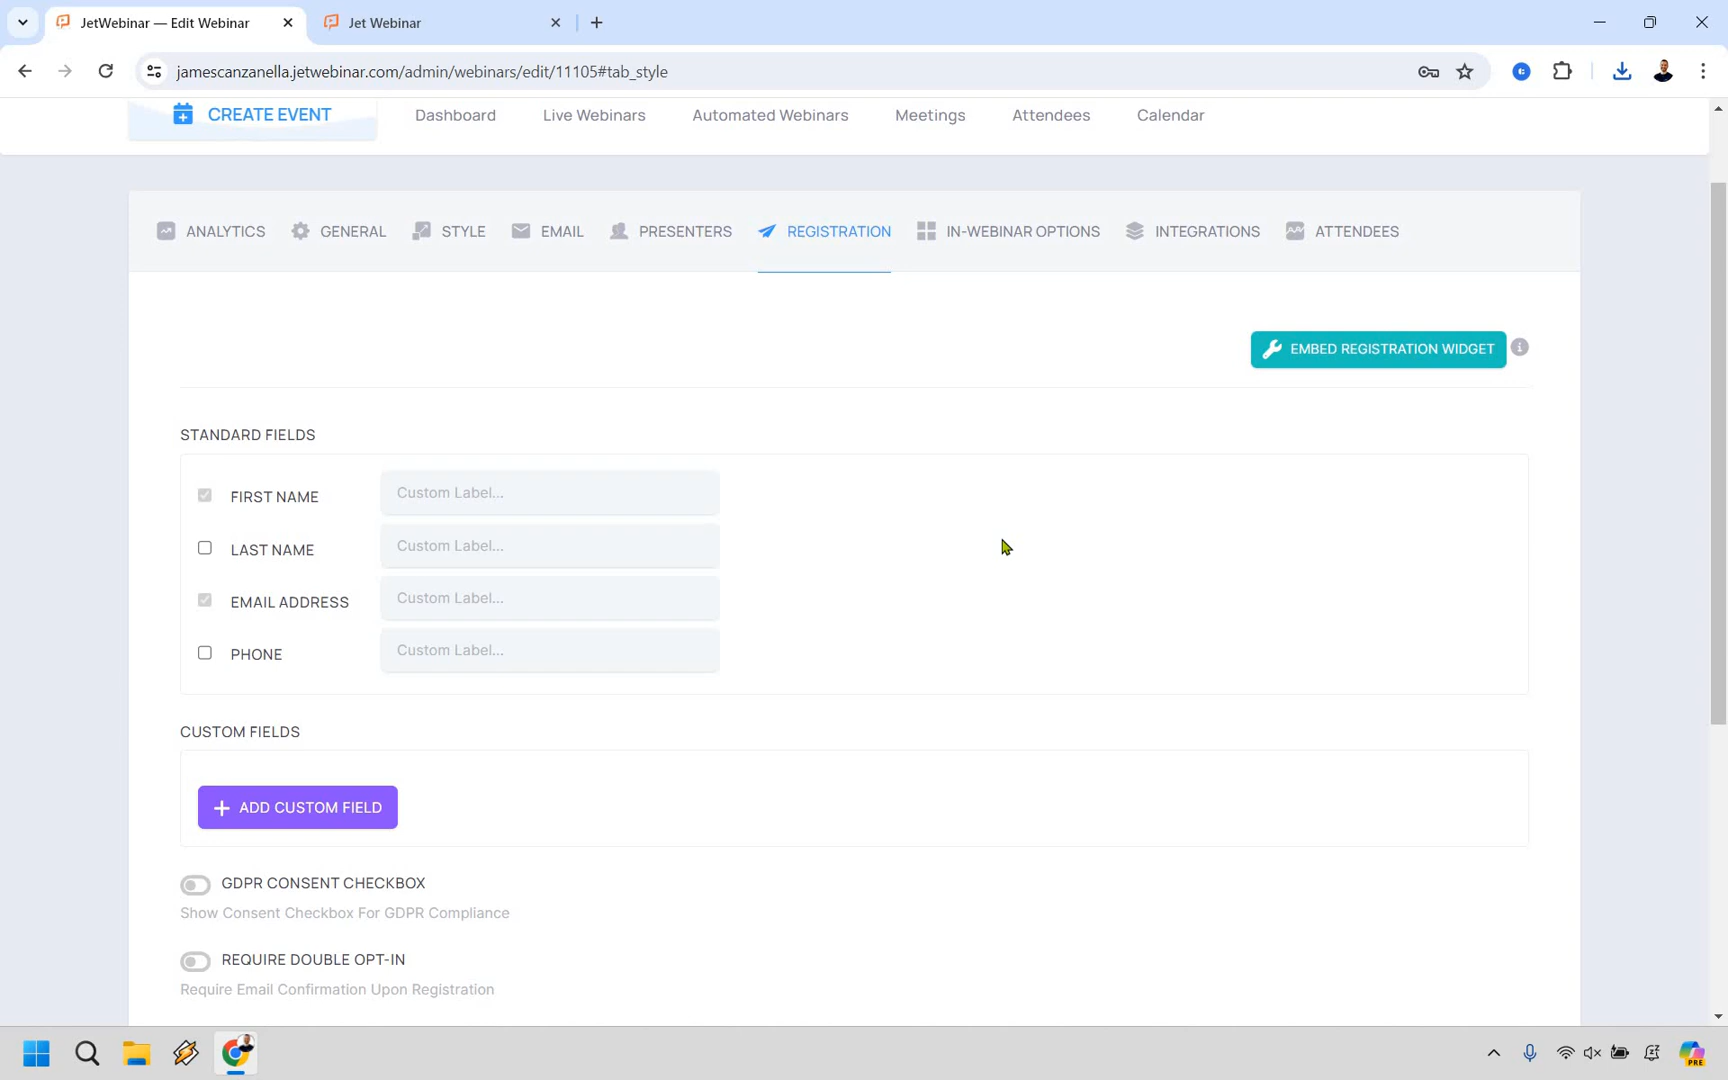 JetWebinar — Edit Webinar
Jet Webinar
jamescanzanella.jetwebinar.com/admin/webinars/edit/11105#tab_style
CREATE EVENT
Dashboard
Live Webinars
Automated Webinars
Meetings
Attendees
Calendar
ANALYTICS
GENERAL
STYLE
EMAIL
PRESENTERS
REGISTRATION
IN-WEBINAR OPTIONS
INTEGRATIONS
ATTENDEES
EMBED REGISTRATION WIDGET
STANDARD FIELDS
FIRST NAME
Custom Label...
LAST NAME
Custom Label...
EMAIL ADDRESS
Custom Label...
PHONE
Custom Label...
CUSTOM FIELDS
ADD CUSTOM FIELD
GDPR CONSENT CHECKBOX
Show Consent Checkbox For GDPR Compliance
REQUIRE DOUBLE OPT-IN
Require Email Confirmation Upon Registration
PRE